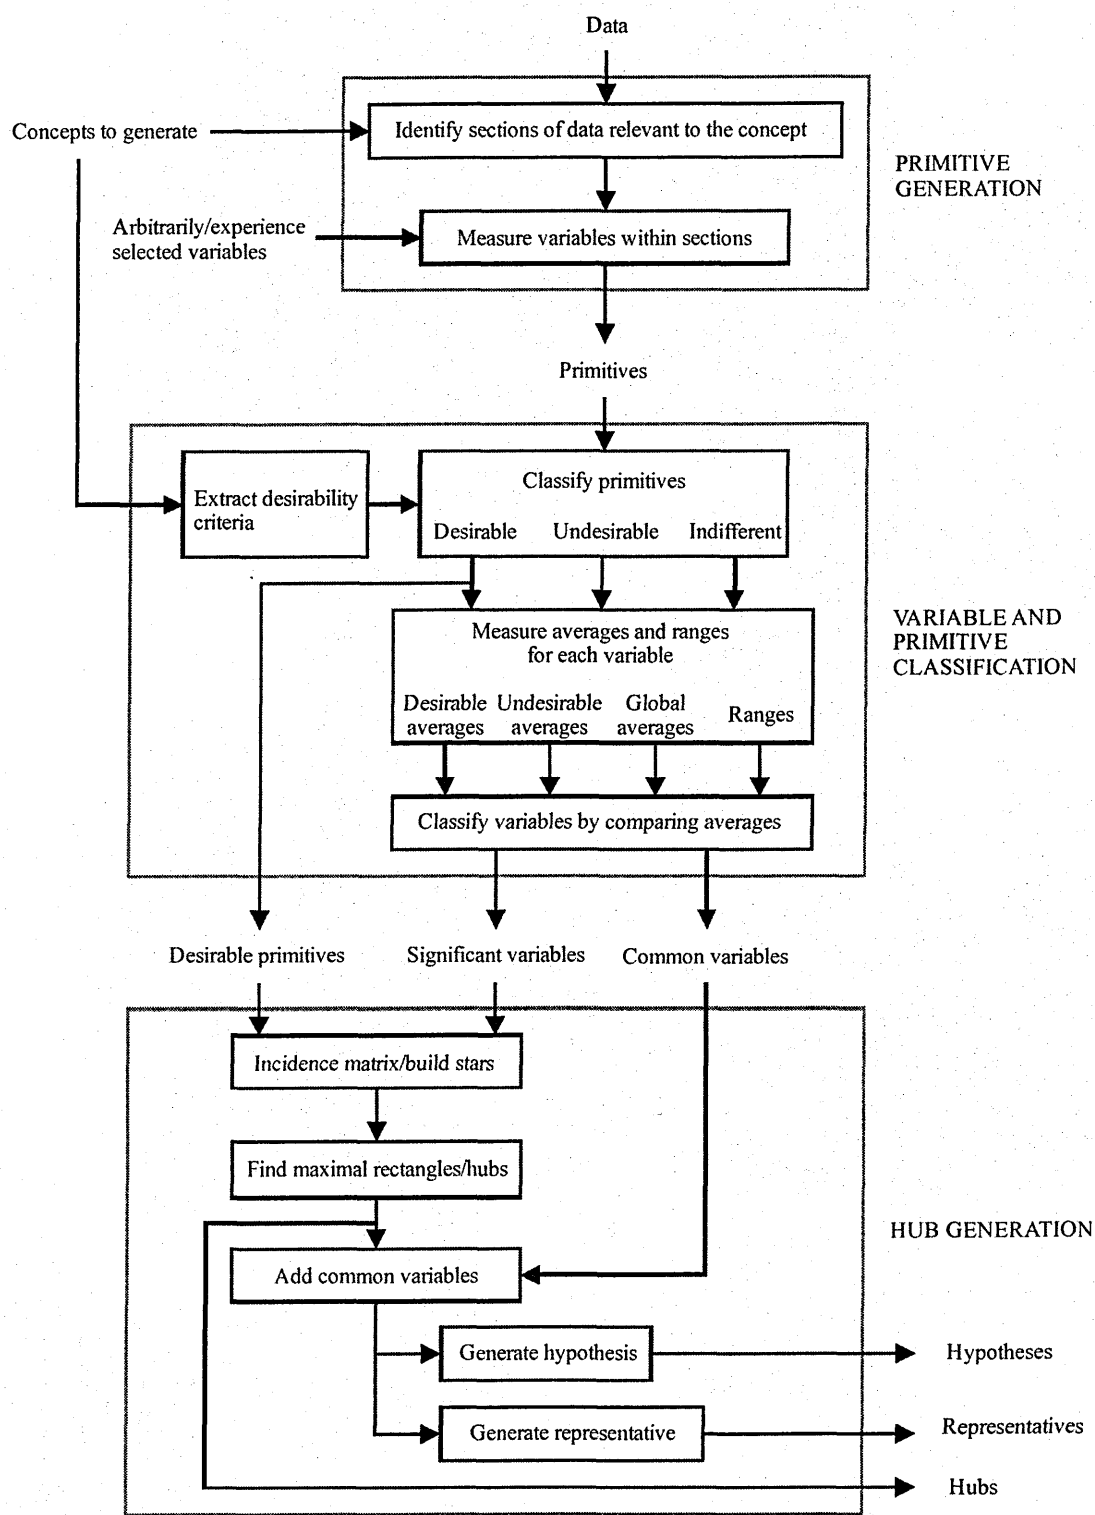 Data
Concepts to generate
Identify sections of data relevant to the concept
PRIMITIVE
GENERATION
Arbitrarily/experience
selected variables
Measure variables within sections
Primitives
Extract desirability
criteria
Classify primitives
Desirable Undesirable Indifferent
Measure averages and ranges
for each variable
Desirable Undesirable Global Ranges
averages averages averages
VARIABLE AND
PRIMITIVE
CLASSIFICATION
Classify variables by comparing averages
Desirable primitives Significant variables Common variables
Incidence matrix/build stars
Find maximal rectangles/hubs
HUB GENERATION
Add common variables
Generate hypothesis Hypotheses
Generate representative Representatives
Hubs